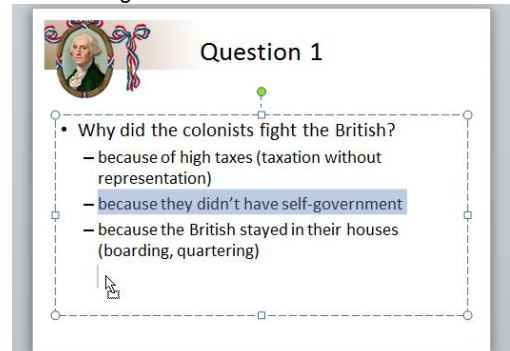 Question 1
• Why did the colonists fight the British?
– because of high taxes (taxation without
representation)
– because they didn't have self-government
– because the British stayed in their houses
(boarding, quartering)